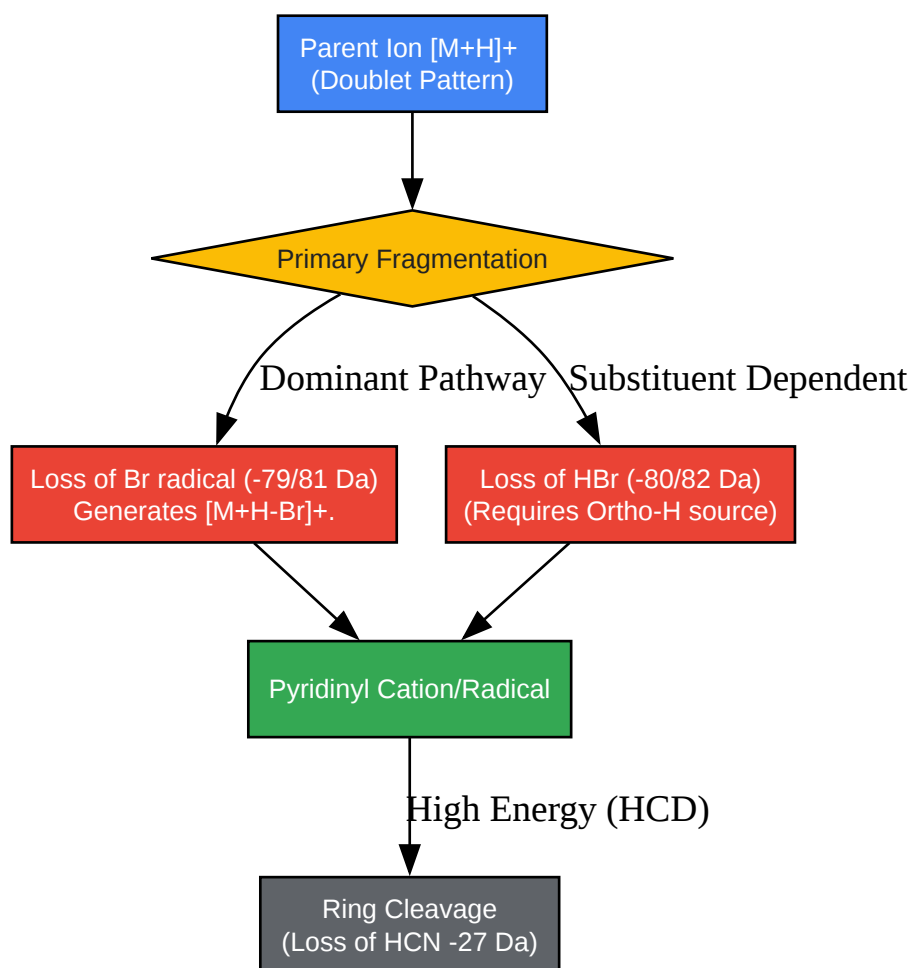 Parent Ion [M+H]+
(Doublet Pattern)
Primary Fragmentation
Dominant Pathway
Substituent Dependent
Loss of Br radical (-79/81 Da)
Generates [M+H-Br]+.
Loss of HBr (-80/82 Da)
(Requires Ortho-H source)
Pyridinyl Cation/Radical
High Energy (HCD)
Ring Cleavage
(Loss of HCN -27 Da)